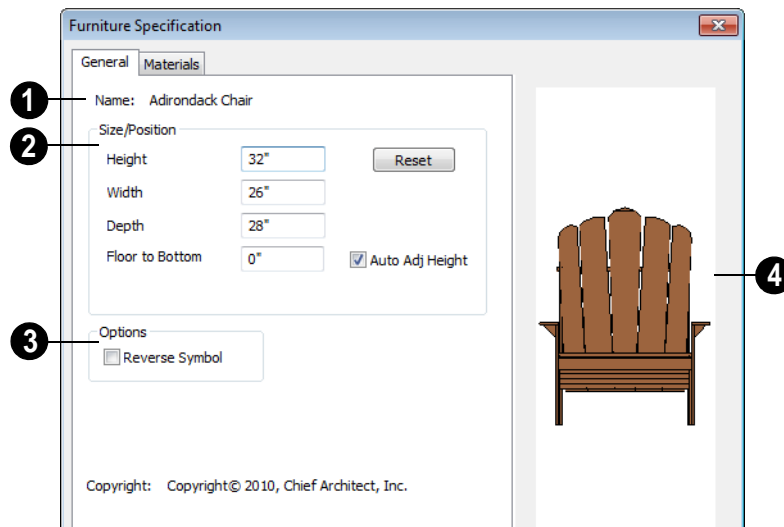 Furniture Specification
General Materials
1 Name: Adirondack Chair
2 Size/Position
Height 32" Reset
Width 26"
Depth 28"
Floor to Bottom 0" Auto Adj Height
4
3 Options
Reverse Symbol
Copyright: Copyright© 2010, Chief Architect, Inc.